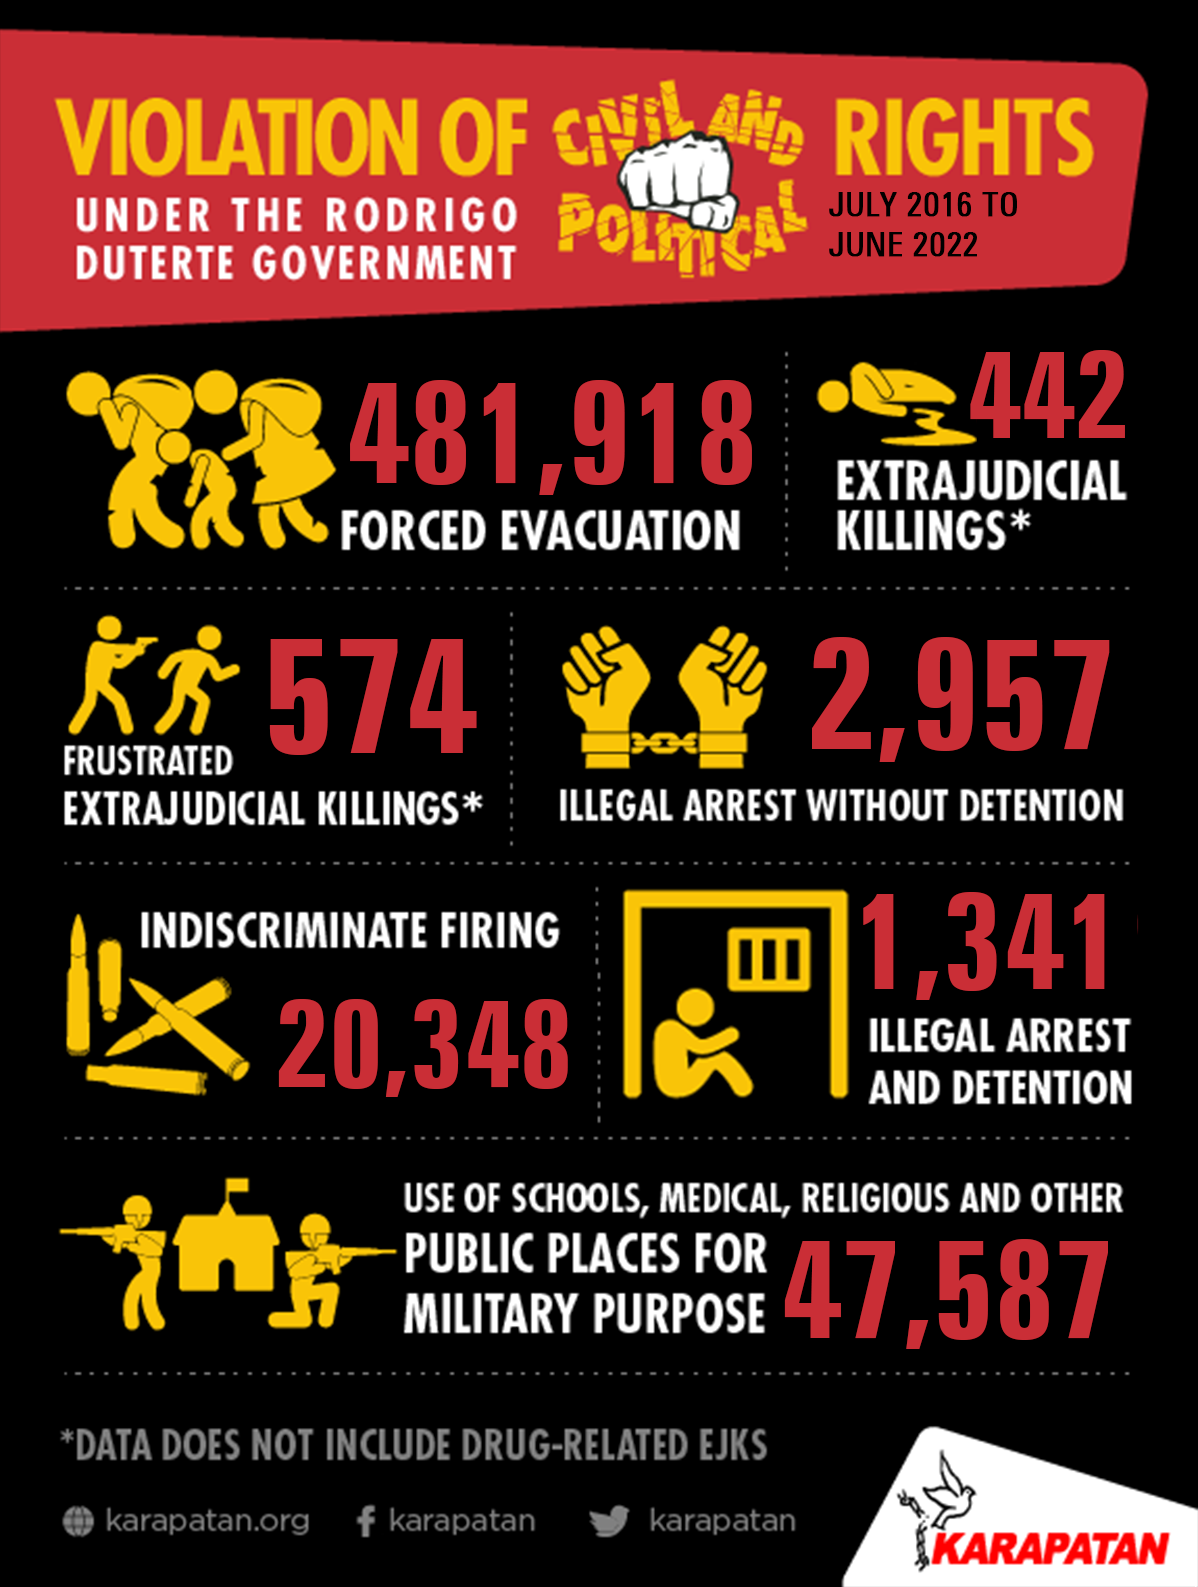 VIOLATION OF CIVIL AND POLITICAL RIGHTS
UNDER THE RODRIGO
DUTERTE GOVERNMENT
JULY 2016 TO
JUNE 2022
481,918
FORCED EVACUATION
442
EXTRAJUDICIAL
KILLINGS*
574
FRUSTRATED
EXTRAJUDICIAL KILLINGS*
2,957
ILLEGAL ARREST WITHOUT DETENTION
INDISCRIMINATE FIRING
20,348
1,341
ILLEGAL ARREST
AND DETENTION
USE OF SCHOOLS, MEDICAL, RELIGIOUS AND OTHER
PUBLIC PLACES FOR
MILITARY PURPOSE
47,587
*DATA DOES NOT INCLUDE DRUG-RELATED EJKS
karapatan.org
karapatan
karapatan
KARAPATAN